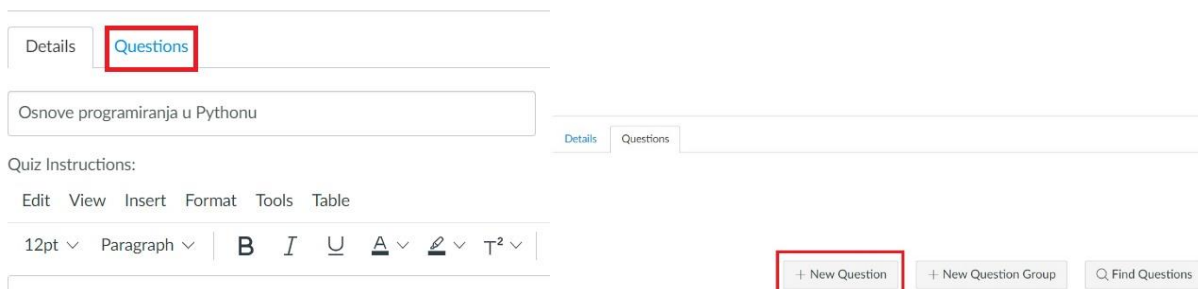 Details Questions
Osnove programiranja u Pythonu
Quiz Instructions:
Edit View Insert Format Tools Table
12pt Paragraph B I U A T²
Details Questions
+ New Question + New Question Group Find Questions